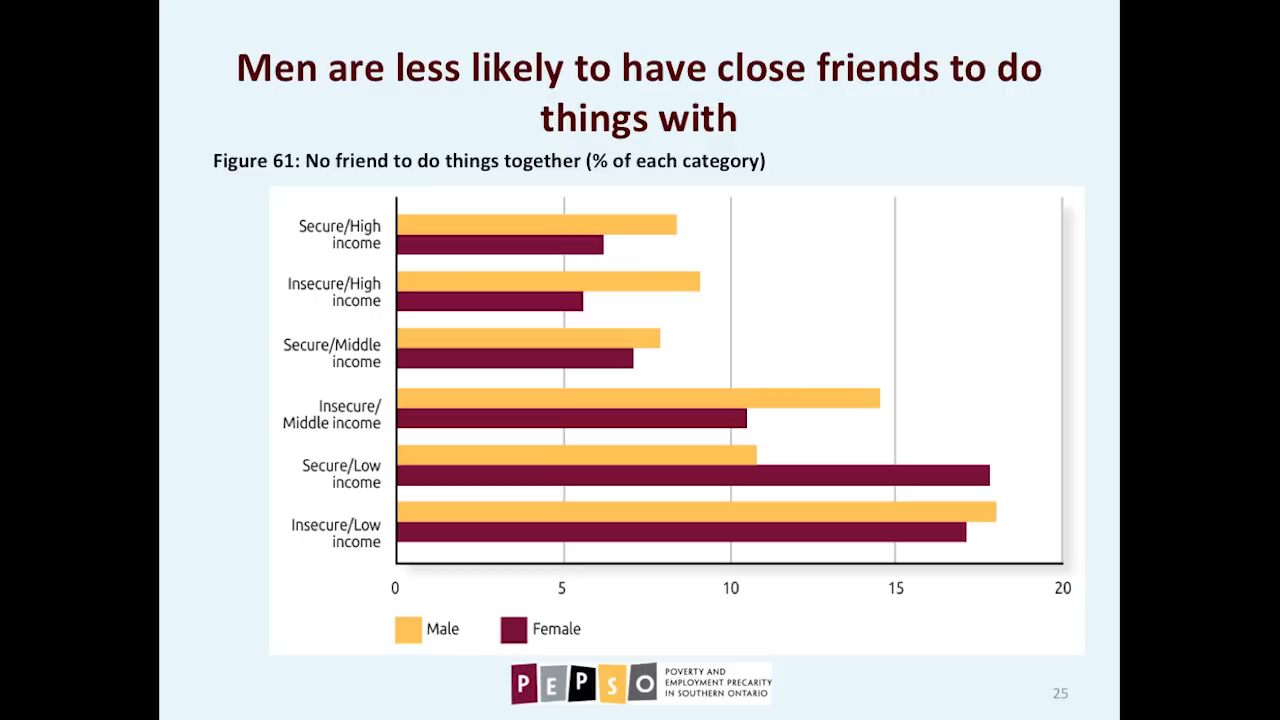 Men are less likely to have close friends to do
things with
Figure 61: No friend to do things together (% of each category)
Secure/High
income
Insecure/High
income
Secure/Middle
income
Insecure/
Middle income
Secure/Low
income
Insecure/Low
income
0 5 10 15 20
Male Female
PEPSO
POVERTY AND
EMPLOYMENT PRECARITY
IN SOUTHERN ONTARIO
25